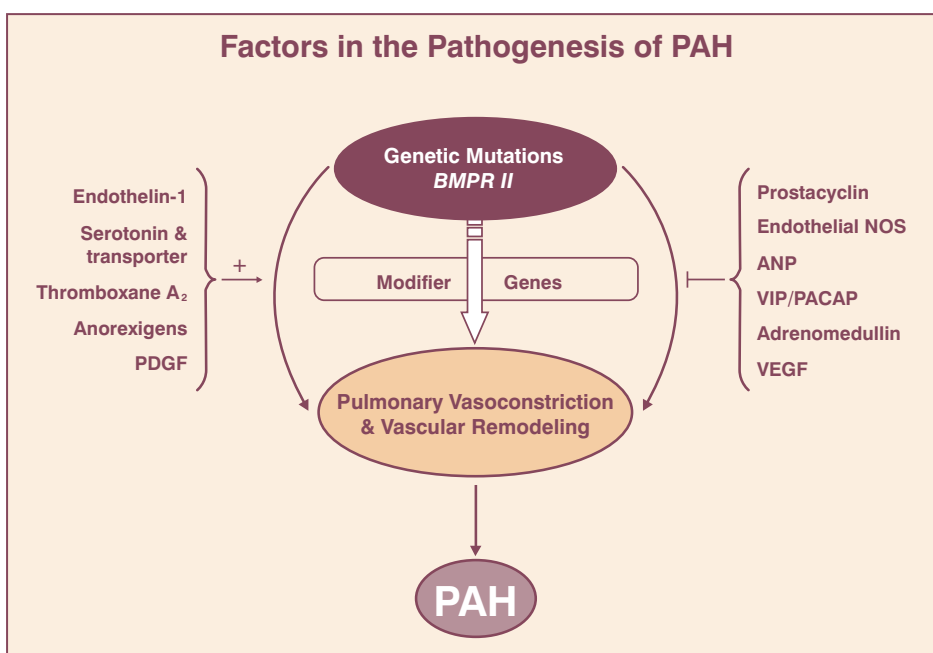 Factors in the Pathogenesis of PAH
Genetic Mutations
BMPR II
Endothelin-1
Serotonin &
transporter
Thromboxane A₂
Anorexigens
PDGF
+
Modifier Genes
Prostacyclin
Endothelial NOS
ANP
VIP/PACAP
Adrenomedullin
VEGF
Pulmonary Vasoconstriction
& Vascular Remodeling
PAH